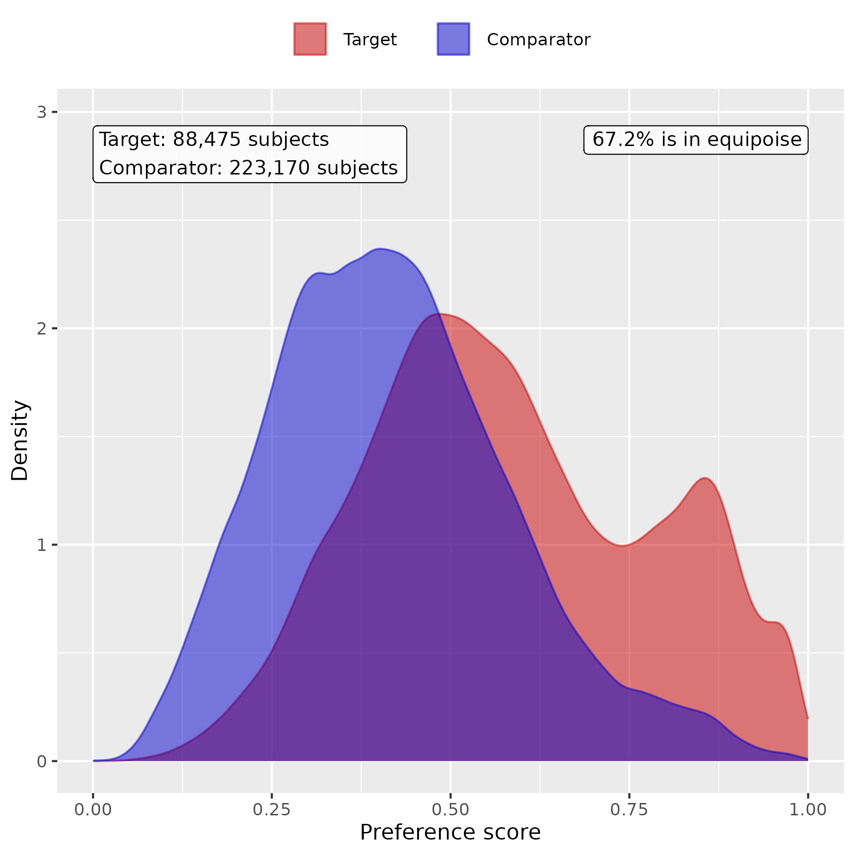 Target Comparator
3
Target: 88,475 subjects
Comparator: 223,170 subjects
67.2% is in equipoise
2
Density
1
0
0.00 0.25 0.50 0.75 1.00
Preference score